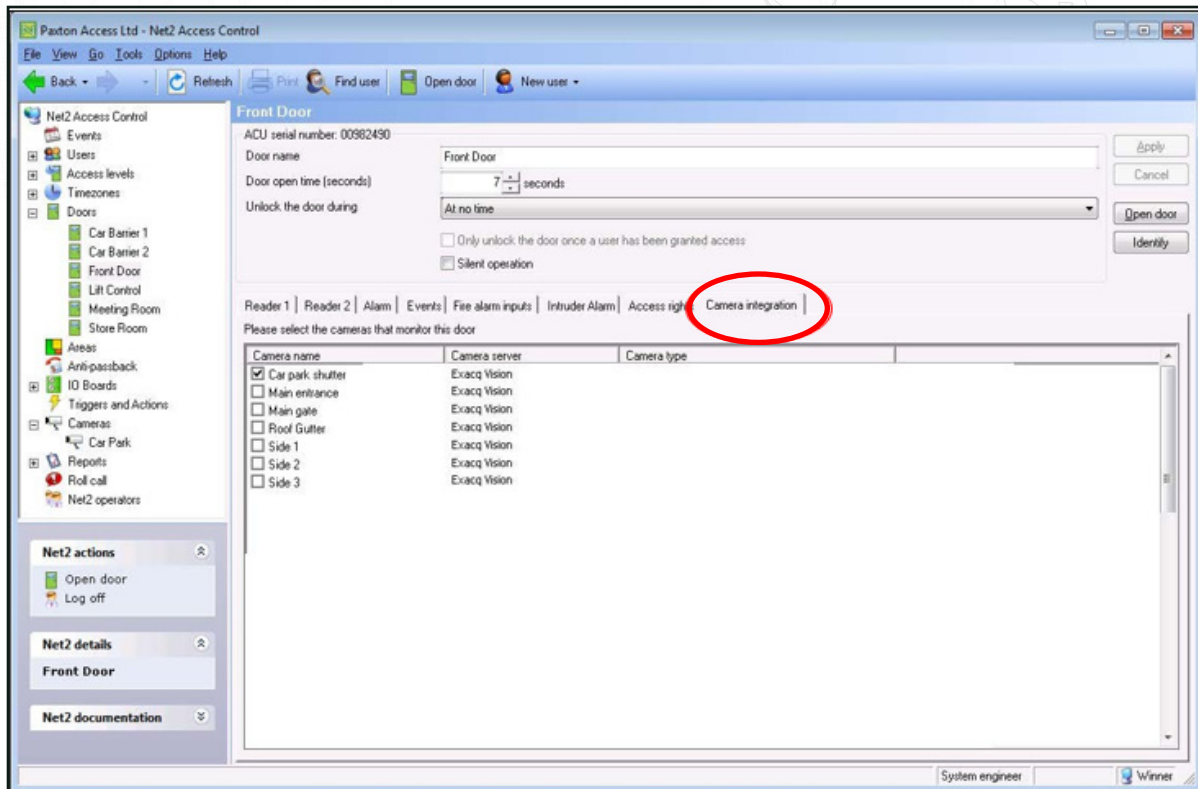 Paxton Access Ltd - Net2 Access Control
File View Go Tools Options Help
Back Refresh Print Find user Open door New user
Net2 Access Control
Events
Users
Access levels
Timezones
Doors
Car Barrier 1
Car Barrier 2
Front Door
Lift Control
Meeting Room
Store Room
Areas
Anti-passback
IO Boards
Triggers and Actions
Cameras
Car Park
Reports
Roll call
Net2 operators
Net2 actions
Open door
Log off
Net2 details
Front Door
Net2 documentation
Front Door
ACU serial number: 00982490
Door name Front Door
Door open time (seconds) 7 seconds
Unlock the door during At no time
Only unlock the door once a user has been granted access
Silent operation
Apply
Cancel
Open door
Identify
Reader 1 Reader 2 Alarm Events Fire alarm inputs Intruder Alarm Access rights Camera integration
Please select the cameras that monitor this door
Camera name Camera server Camera type
Car park shutter Exacq Vision
Main entrance Exacq Vision
Main gate Exacq Vision
Roof Gutter Exacq Vision
Side 1 Exacq Vision
Side 2 Exacq Vision
Side 3 Exacq Vision
System engineer Winner